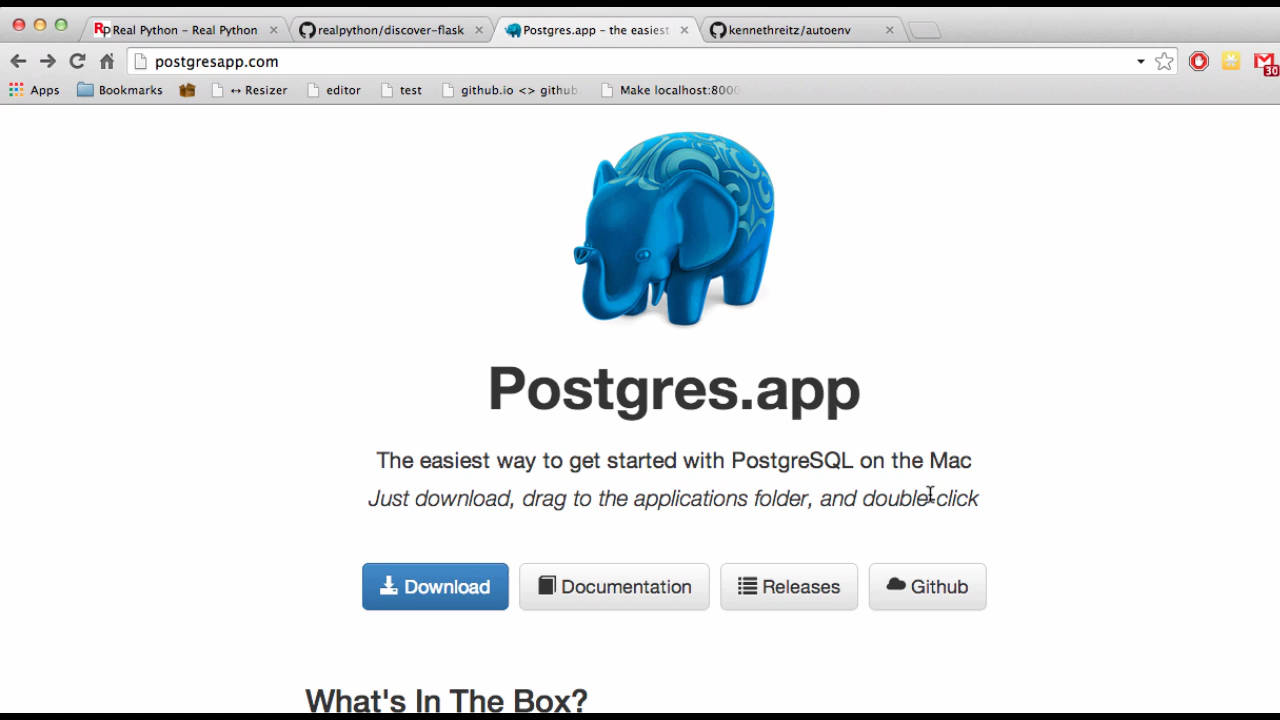 Real Python - Real Python
realpython/discover-flask
Postgres.app - the easiest
kennethreitz/autoenv
postgresapp.com
30
Apps
Bookmarks
↔ Resizer
editor
test
github.io <> github.
Make localhost:8000
Postgres.app
The easiest way to get started with PostgreSQL on the Mac
Just download, drag to the applications folder, and double-click
Download
Documentation
Releases
Github
What's In The Box?